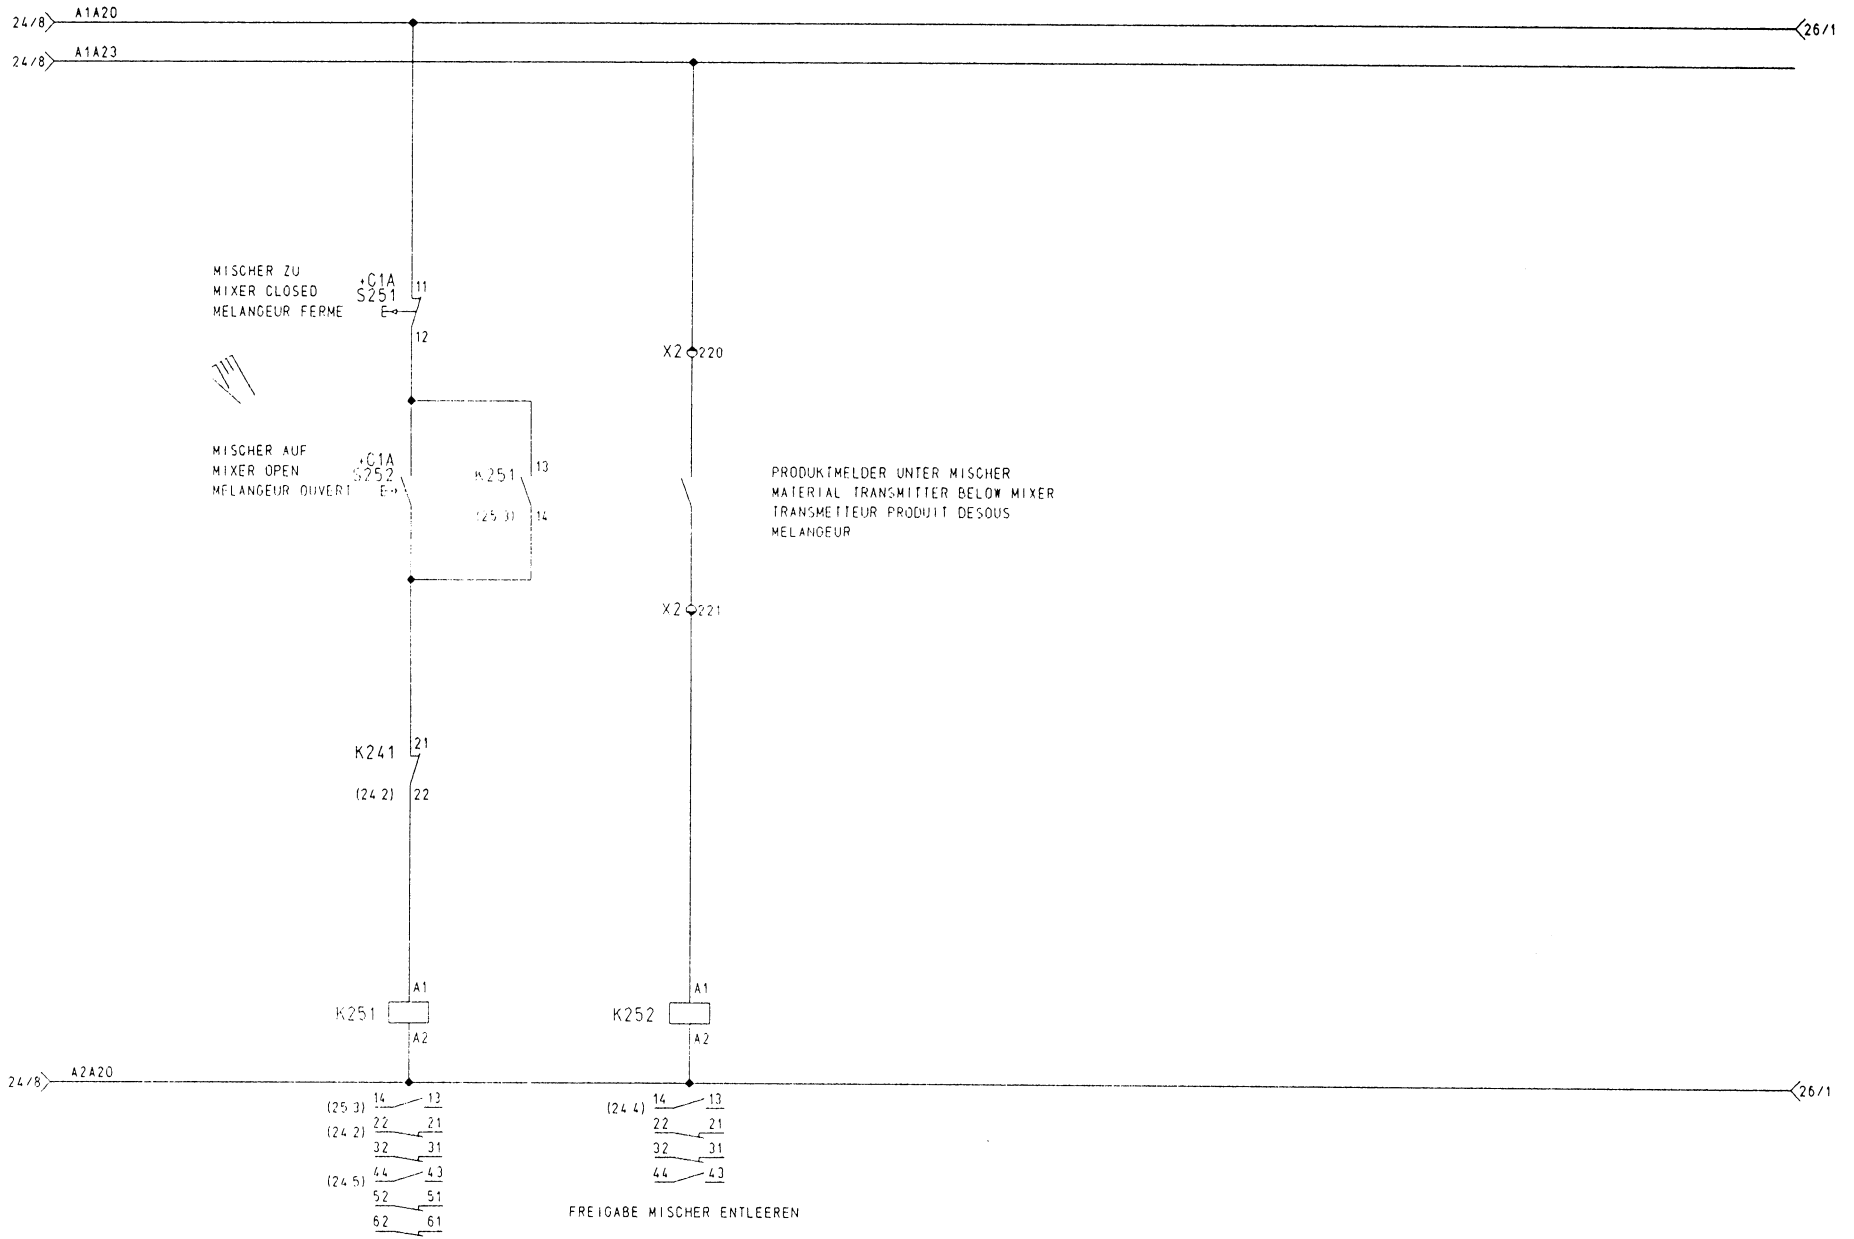 24/8 A1A20 26/1
24/8 A1A23
MISCHER ZU
MIXER CLOSED
MELANGEUR FERME
+C1A
S251
11
12
X2 220
MISCHER AUF
MIXER OPEN
MELANGEUR OUVERT
+C1A
S252
K251
13
(25 3)
14
PRODUKTMELDER UNTER MISCHER
MATERIAL TRANSMITTER BELOW MIXER
TRANSMETTEUR PRODUIT DESOUS
MELANGEUR
X2 221
K241
21
(24 2)
22
K251
A1
A2
K252
A1
A2
24/8 A2A20 26/1
(25 3) 14 13
(24 2) 22 21
32 31
(24 5) 44 43
52 51
62 61
(24 4) 14 13
22 21
32 31
44 43
FREIGABE MISCHER ENTLEEREN